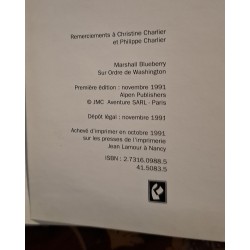 Remerciements à Christine Charlier
et Philippe Charlier
Marshall Blueberry
Sur Ordre de Washington
Première édition : novembre 1991
Alpen Publishers
© JMC Aventure SARL - Paris
Dépôt légal : novembre 1991
Achevé d'imprimer en octobre 1991
sur les presses de l'imprimerie
Jean Lamour à Nancy
ISBN : 2.7316.0988.5
41.5083.5